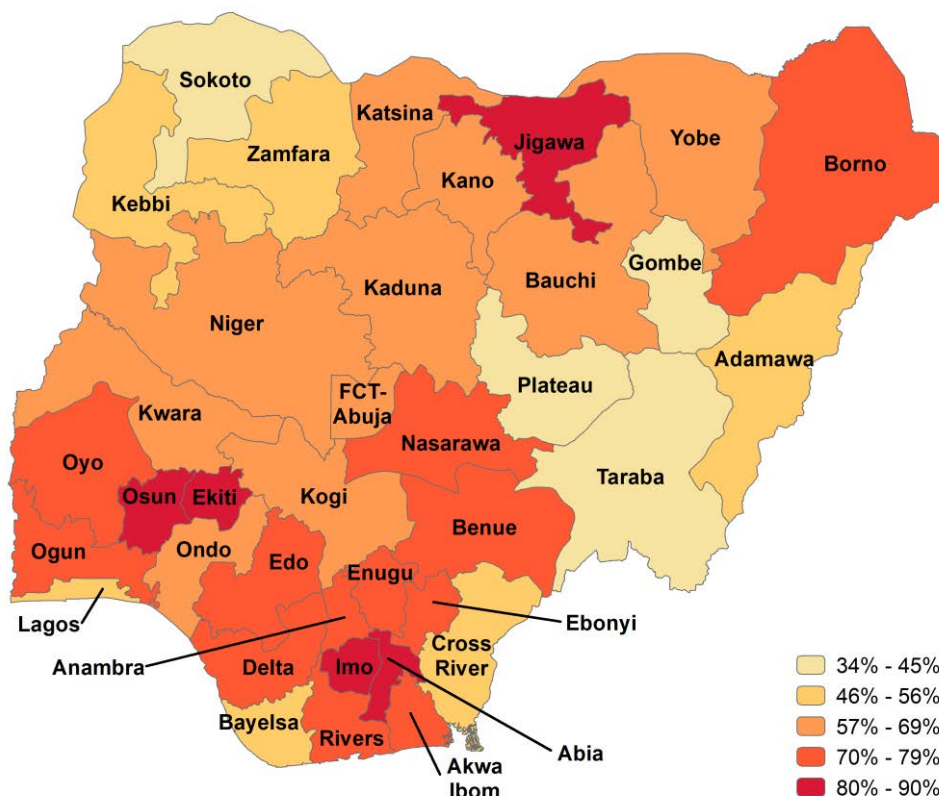 Sokoto
Katsina
Jigawa
Yobe
Borno
Zamfara
Kano
Kebbi
Gombe
Bauchi
Kaduna
Niger
Adamawa
Plateau
FCT-
Abuja
Kwara
Nasarawa
Oyo
Taraba
Osun
Ekiti
Kogi
Benue
Ogun
Ondo
Edo
Enugu
Lagos
Ebonyi
Anambra
Cross
River
Delta
Imo
Bayelsa
Rivers
Abia
Akwa
Ibom
34% - 45%
46% - 56%
57% - 69%
70% - 79%
80% - 90%